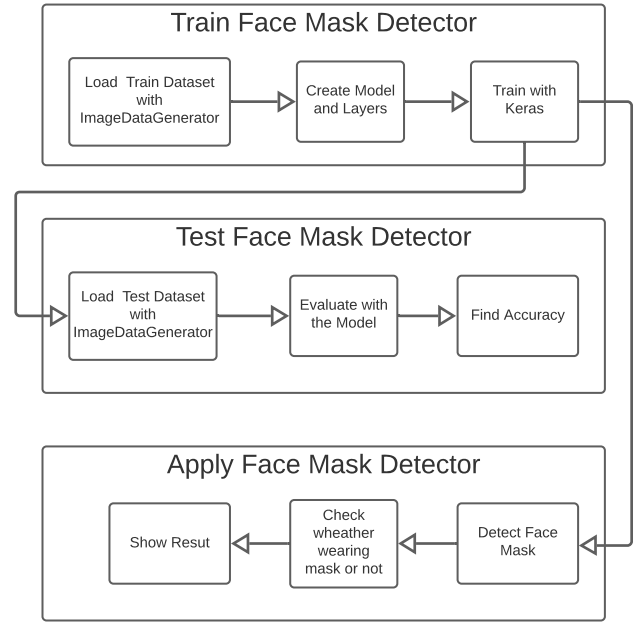 Train Face Mask Detector
Load Train Dataset
with
ImageDataGenerator
Create Model
and Layers
Train with
Keras
Test Face Mask Detector
Load Test Dataset
with
ImageDataGenerator
Evaluate with
the Model
Find Accuracy
Apply Face Mask Detector
Show Resut
Check
wheather
wearing
mask or not
Detect Face
Mask